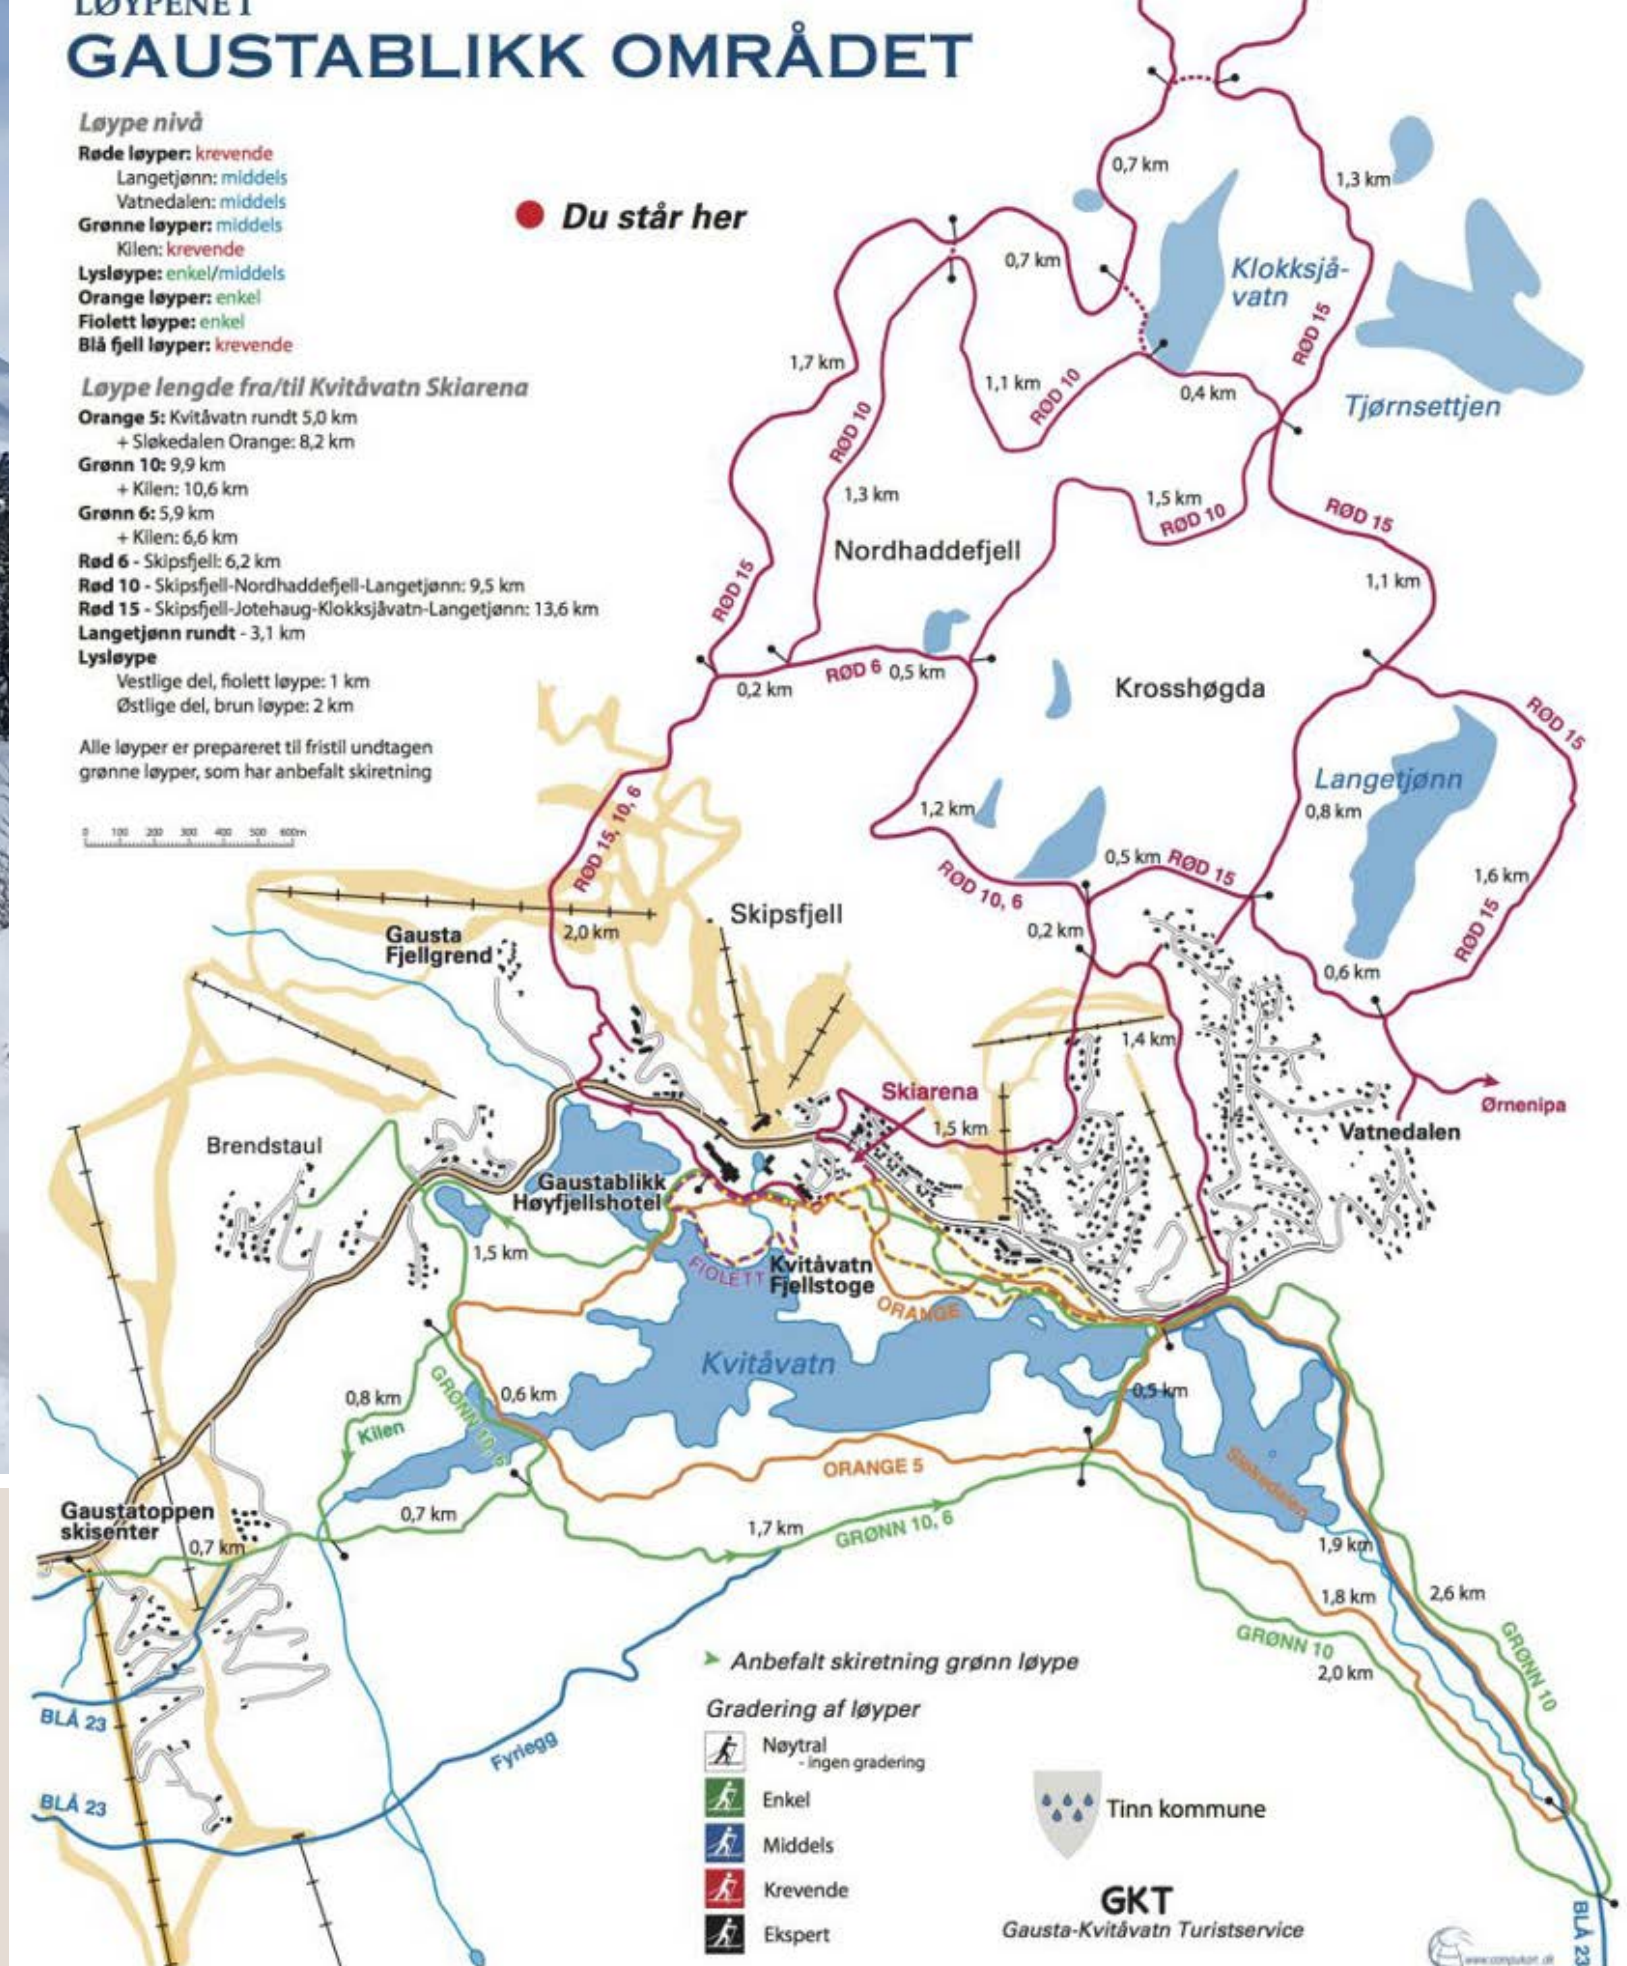 LØYPENE I
GAUSTABLIKK OMRÅDET
Løype nivå
Røde løyper: krevende
Langetjønn: middels
Vatnedalen: middels
Grønne løyper: middels
Kilen: krevende
Lysløype: enkel/middels
Orange løyper: enkel
Fiolett løype: enkel
Blå fjell løyper: krevende
Løype lengde fra/til Kvitåvatn Skiarena
Orange 5: Kvitåvatn rundt 5,0 km
+ Sløkedalen Orange: 8,2 km
Grønn 10: 9,9 km
+ Kilen: 10,6 km
Grønn 6: 5,9 km
+ Kilen: 6,6 km
Rød 6 - Skipsfjell: 6,2 km
Rød 10 - Skipsfjell-Nordhaddefjell-Langetjønn: 9,5 km
Rød 15 - Skipsfjell-Jotehaug-Klokksjåvatn-Langetjønn: 13,6 km
Langetjønn rundt - 3,1 km
Lysløype
Vestlige del, fiolett løype: 1 km
Østlige del, brun løype: 2 km
Alle løyper er prepareret til fristil undtagen
grønne løyper, som har anbefalt skiretning
0 100 200 300 400 500 600m
Du står her
0,7 km
1,3 km
0,7 km
Klokksjå-
vatn
RØD 15
1,7 km
1,1 km
RØD 10
0,4 km
Tjørnsettjen
RØD 10
1,3 km
1,5 km
RØD 10
RØD 15
Nordhaddefjell
RØD 15
1,1 km
0,2 km
RØD 6
0,5 km
Krosshøgda
RØD 15
Langetjønn
RØD 15, 10, 6
1,2 km
0,8 km
0,5 km
RØD 15
RØD 10, 6
1,6 km
Skipsfjell
2,0 km
Gausta
Fjellgrend
0,2 km
RØD 15
0,6 km
1,4 km
Skiarena
1,5 km
Ørnenipa
Vatnedalen
Brendstaul
Gaustablikk
Høyfjellshotel
1,5 km
FIOLETT
Kvitåvatn
Fjellstoge
ORANGE
Kvitåvatn
0,8 km
Kilen
GRØNN 10, 6
0,6 km
0,5 km
ORANGE 5
Sløkedalen
Gaustatoppen
skisenter
0,7 km
0,7 km
1,7 km
GRØNN 10, 6
1,9 km
1,8 km
2,6 km
GRØNN 10
2,0 km
GRØNN 10
BLÅ 23
Fyriegg
BLÅ 23
BLÅ 23
Anbefalt skiretning grønn løype
Gradering af løyper
Nøytral
- ingen gradering
Enkel
Middels
Krevende
Ekspert
Tinn kommune
GKT
Gausta-Kvitåvatn Turistservice
www.compukort.dk